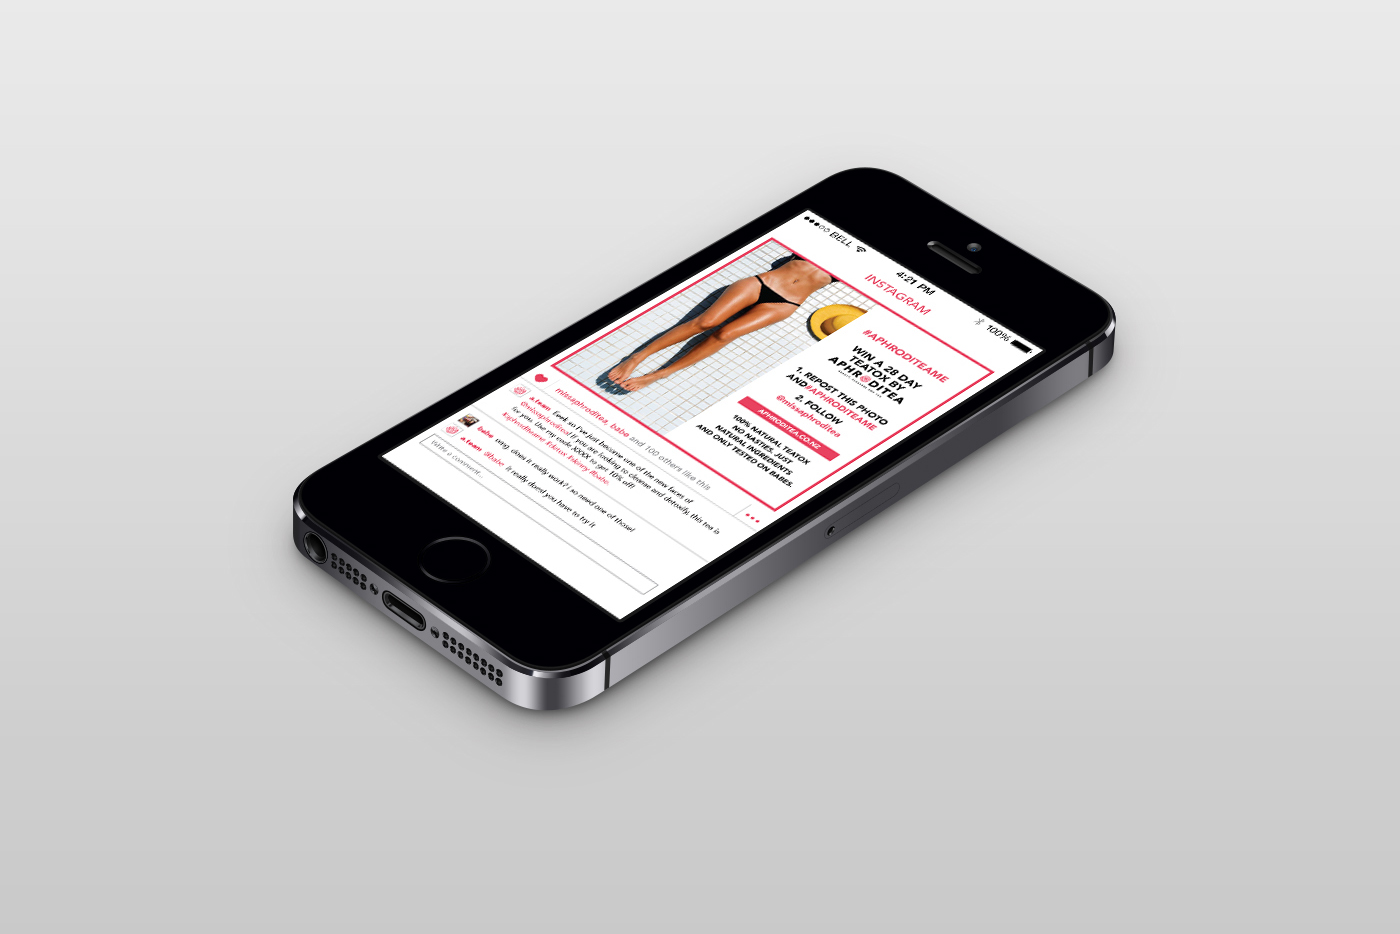 BELL
4:21 PM
100%
INSTAGRAM
#APHRODITEAME
WIN A 28 DAY
TEATOX BY
APHRODITEA
1. REPOST THIS PHOTO
AND #APHRODITEAME
2. FOLLOW
@missaphroditea
APHRODITEA.CO.NZ
100% NATURAL TEATOX
NO NASTIES, JUST
NATURAL INGREDIENTS
AND ONLY TESTED ON BABES.
missaphroditea, babe and 100 others like this
a.team Eeek so I've just become one of the new faces of
@missaphroditea! If you are looking to cleanse and detoxify, this tea is
for you. Use my code XXXX to get 10% off!
#aphroditeame #detox #skinny #babe
babe omg does it really work? i so need one of those!
a.team @babe it really does! you have to try it
Write a comment...